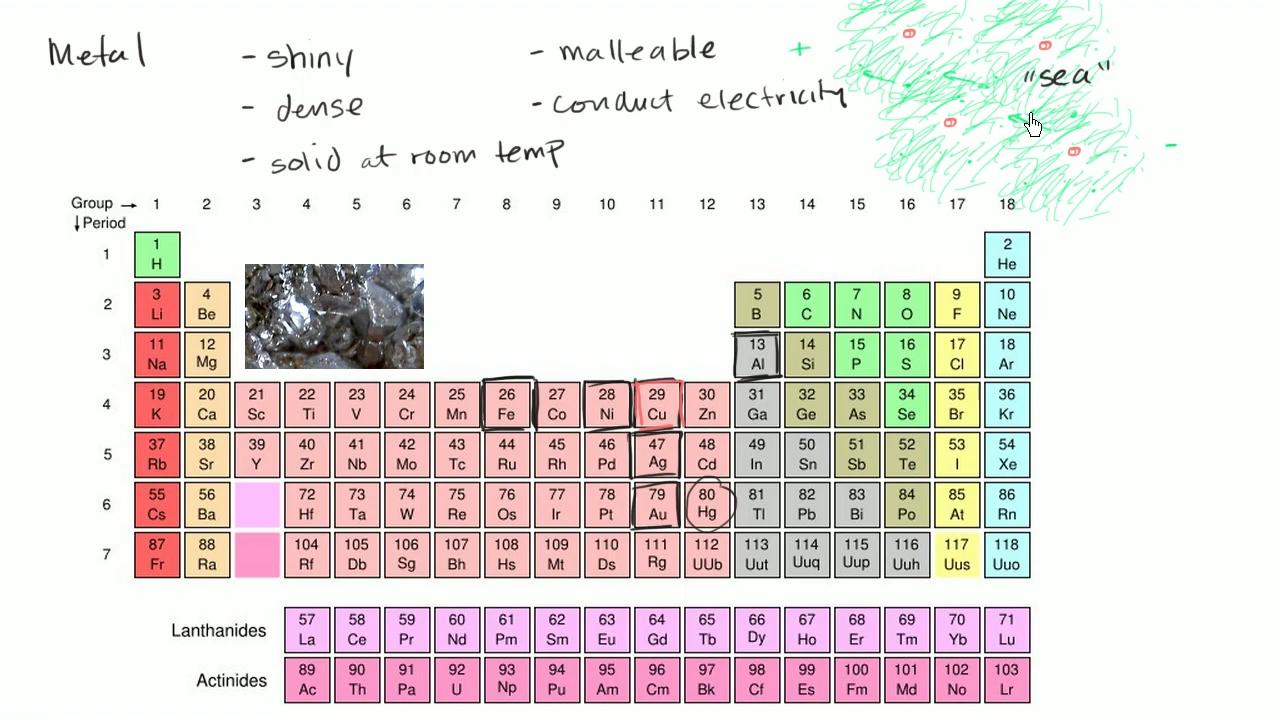 Metal - shiny - malleable + "sea"
- dense - conduct electricity
- solid at room temp -
Group → 1 2 3 4 5 6 7 8 9 10 11 12 13 14 15 16 17 18
↓Period
1 1 H 2 He
2 3 Li 4 Be 5 B 6 C 7 N 8 O 9 F 10 Ne
3 11 Na 12 Mg 13 Al 14 Si 15 P 16 S 17 Cl 18 Ar
4 19 K 20 Ca 21 Sc 22 Ti 23 V 24 Cr 25 Mn 26 Fe 27 Co 28 Ni 29 Cu 30 Zn 31 Ga 32 Ge 33 As 34 Se 35 Br 36 Kr
5 37 Rb 38 Sr 39 Y 40 Zr 41 Nb 42 Mo 43 Tc 44 Ru 45 Rh 46 Pd 47 Ag 48 Cd 49 In 50 Sn 51 Sb 52 Te 53 I 54 Xe
6 55 Cs 56 Ba 72 Hf 73 Ta 74 W 75 Re 76 Os 77 Ir 78 Pt 79 Au 80 Hg 81 Tl 82 Pb 83 Bi 84 Po 85 At 86 Rn
7 87 Fr 88 Ra 104 Rf 105 Db 106 Sg 107 Bh 108 Hs 109 Mt 110 Ds 111 Rg 112 UUb 113 Uut 114 Uuq 115 Uup 116 Uuh 117 Uus 118 Uuo
Lanthanides 57 La 58 Ce 59 Pr 60 Nd 61 Pm 62 Sm 63 Eu 64 Gd 65 Tb 66 Dy 67 Ho 68 Er 69 Tm 70 Yb 71 Lu
Actinides 89 Ac 90 Th 91 Pa 92 U 93 Np 94 Pu 95 Am 96 Cm 97 Bk 98 Cf 99 Es 100 Fm 101 Md 102 No 103 Lr